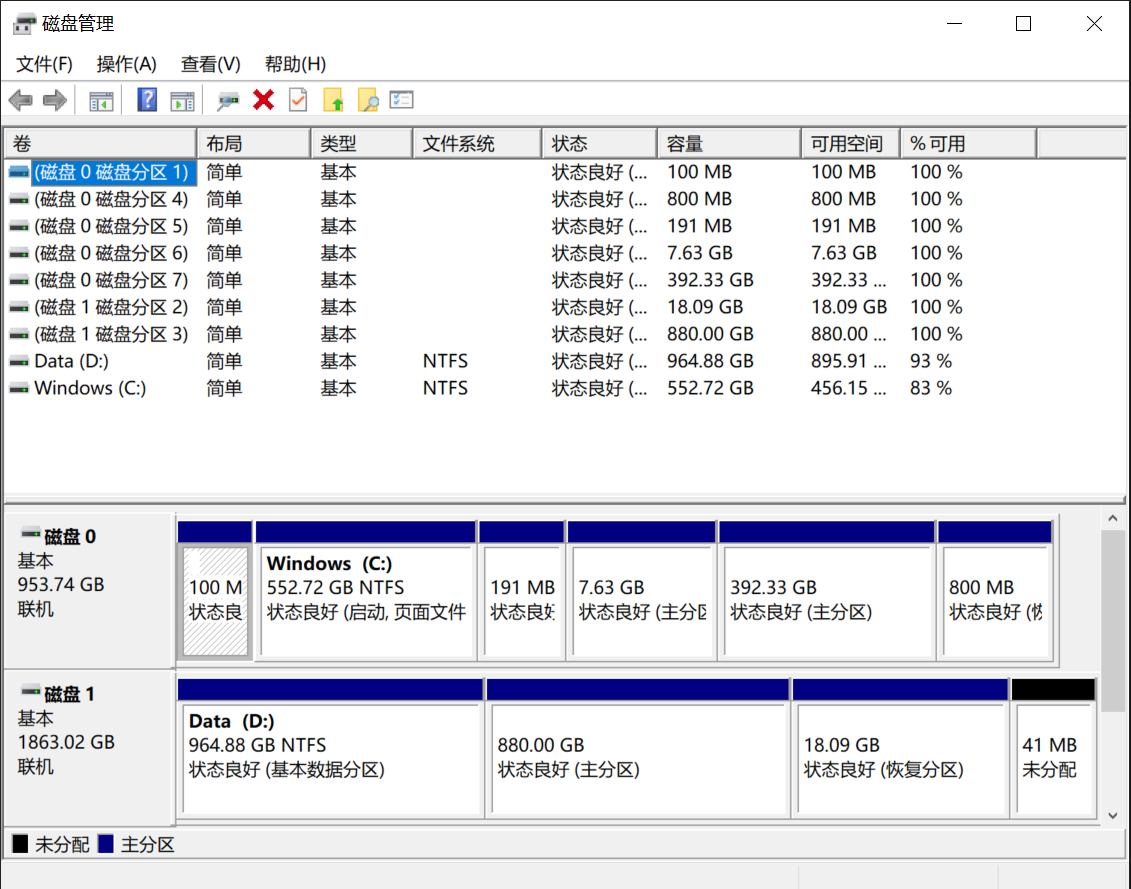 磁盘管理
文件(F) 操作(A) 查看(V) 帮助(H)
卷 布局 类型 文件系统 状态 容量 可用空间 % 可用
(磁盘 0 磁盘分区 1) 简单 基本 状态良好 (... 100 MB 100 MB 100 %
(磁盘 0 磁盘分区 4) 简单 基本 状态良好 (... 800 MB 800 MB 100 %
(磁盘 0 磁盘分区 5) 简单 基本 状态良好 (... 191 MB 191 MB 100 %
(磁盘 0 磁盘分区 6) 简单 基本 状态良好 (... 7.63 GB 7.63 GB 100 %
(磁盘 0 磁盘分区 7) 简单 基本 状态良好 (... 392.33 GB 392.33 ... 100 %
(磁盘 1 磁盘分区 2) 简单 基本 状态良好 (... 18.09 GB 18.09 GB 100 %
(磁盘 1 磁盘分区 3) 简单 基本 状态良好 (... 880.00 GB 880.00 ... 100 %
Data (D:) 简单 基本 NTFS 状态良好 (... 964.88 GB 895.91 ... 93 %
Windows (C:) 简单 基本 NTFS 状态良好 (... 552.72 GB 456.15 ... 83 %
磁盘 0
基本
953.74 GB
联机
100 M
状态良
Windows (C:)
552.72 GB NTFS
状态良好 (启动, 页面文件
191 MB
状态良好
7.63 GB
状态良好 (主分区
392.33 GB
状态良好 (主分区)
800 MB
状态良好 (恢
磁盘 1
基本
1863.02 GB
联机
Data (D:)
964.88 GB NTFS
状态良好 (基本数据分区)
880.00 GB
状态良好 (主分区)
18.09 GB
状态良好 (恢复分区)
41 MB
未分配
未分配 主分区